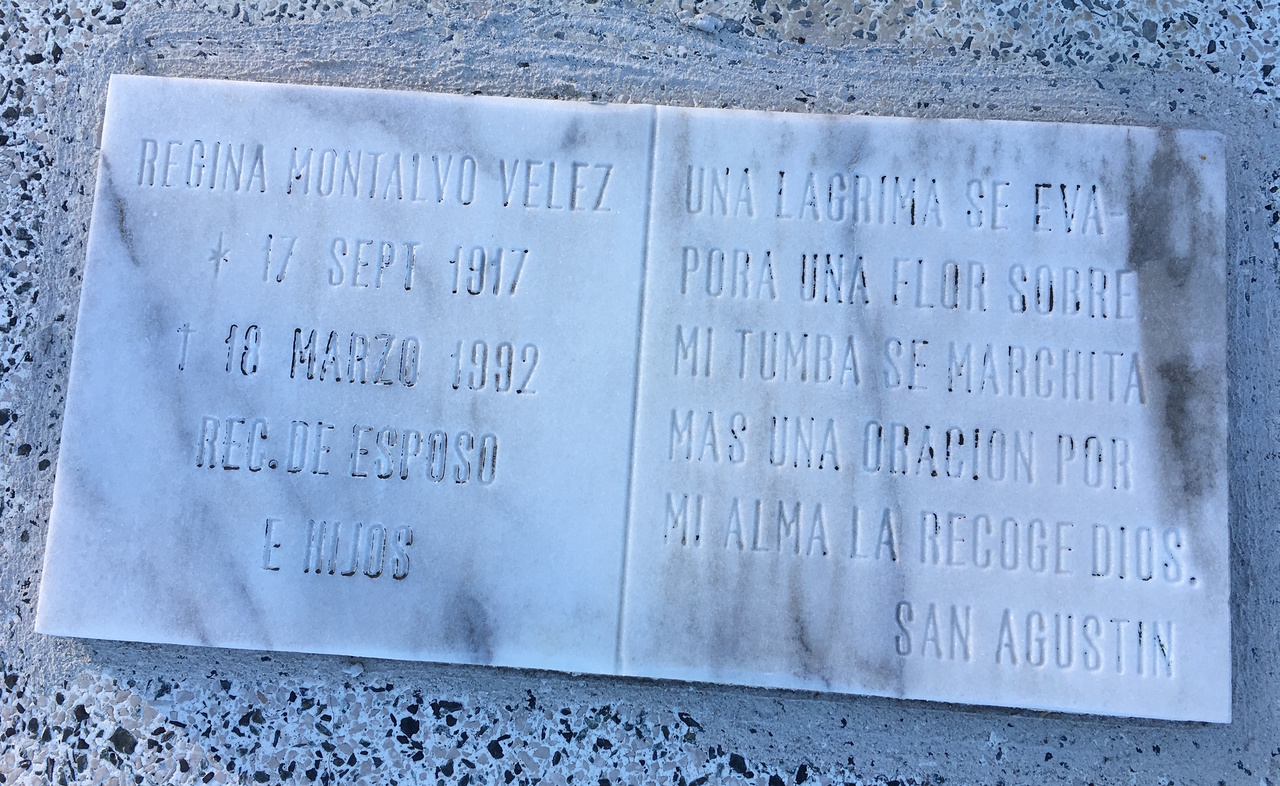 REGINA MONTALVO VELEZ
* 17 SEPT 1917
† 18 MARZO 1992
REC. DE ESPOSO
E HIJOS
UNA LAGRIMA SE EVA-
PORA UNA FLOR SOBRE
MI TUMBA SE MARCHITA
MAS UNA ORACION POR
MI ALMA LA RECOGE DIOS.
SAN AGUSTIN